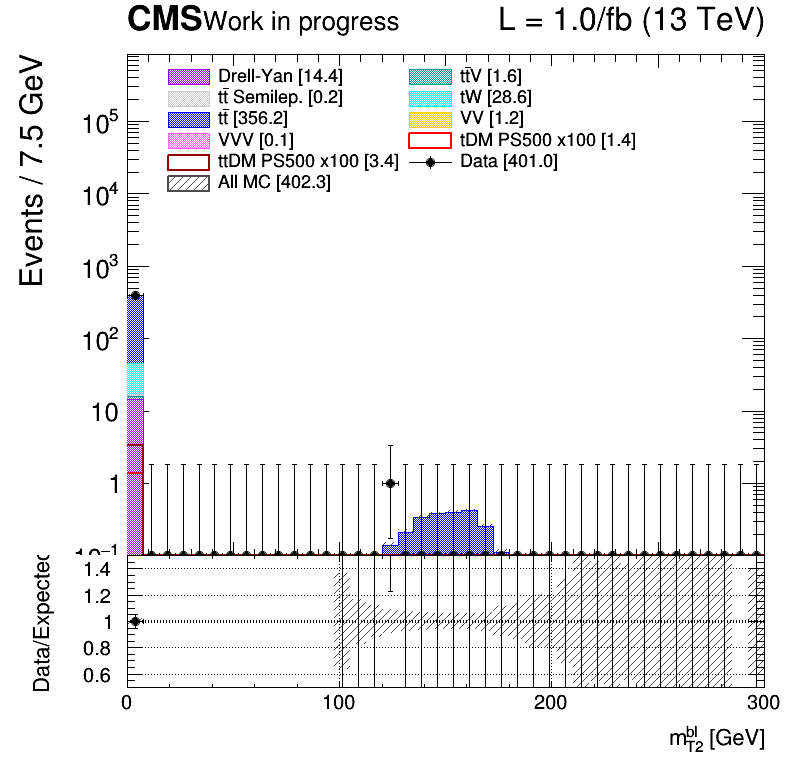 CMS Work in progress L = 1.0/fb (13 TeV)
Events / 7.5 GeV
Drell-Yan [14.4] tt̄V [1.6]
tt̄ Semilep. [0.2] tW [28.6]
tt̄ [356.2] VV [1.2]
VVV [0.1] tDM PS500 x100 [1.4]
ttDM PS500 x100 [3.4] Data [401.0]
All MC [402.3]
10⁵
10⁴
10³
10²
10
1
10⁻¹
Data/Expected
1.4
1.2
1
0.8
0.6
0 100 200 300
m_{T2}^{bl} [GeV]